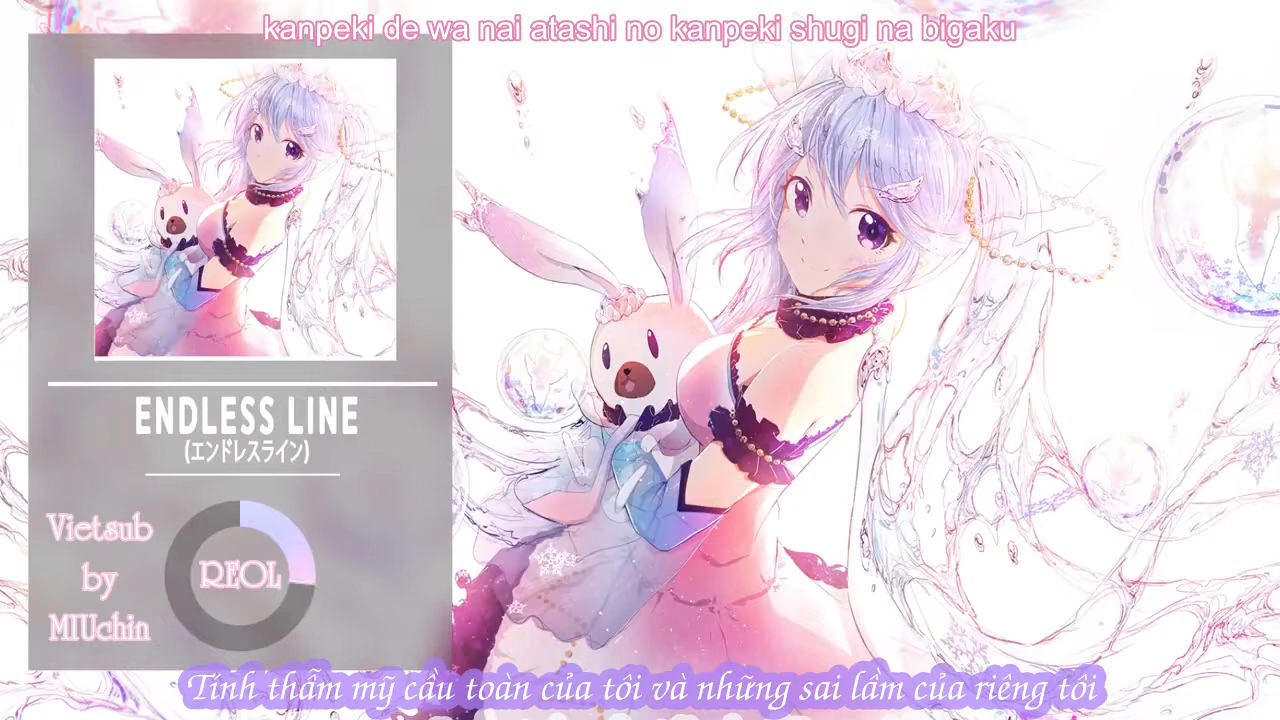 kanpeki de wa nai atashi no kanpeki shugi na bigaku
ENDLESS LINE
(エンドレスライン)
Vietsub
by
MIUchin
REOL
Tính thẩm mỹ cầu toàn của tôi và những sai lầm của riêng tôi